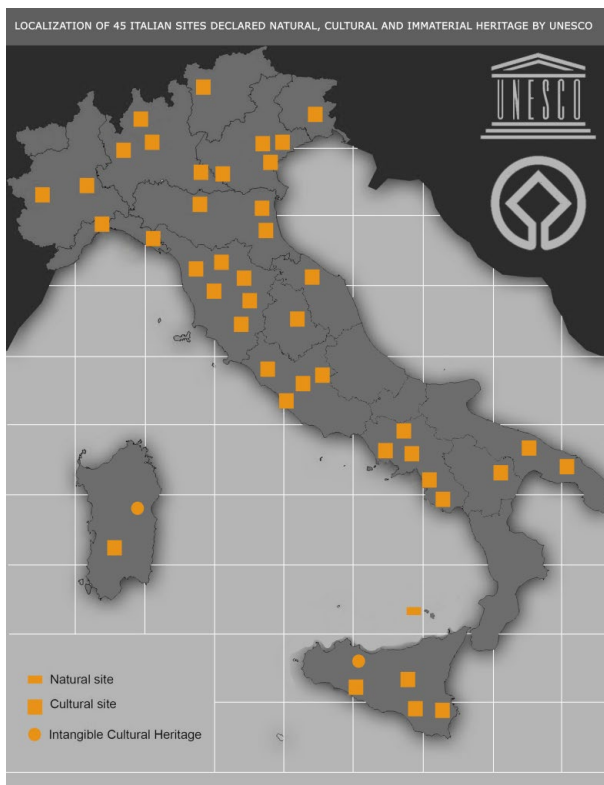 LOCALIZATION OF 45 ITALIAN SITES DECLARED NATURAL, CULTURAL AND IMMATERIAL HERITAGE BY UNESCO
UNESCO
Natural site
Cultural site
Intangible Cultural Heritage